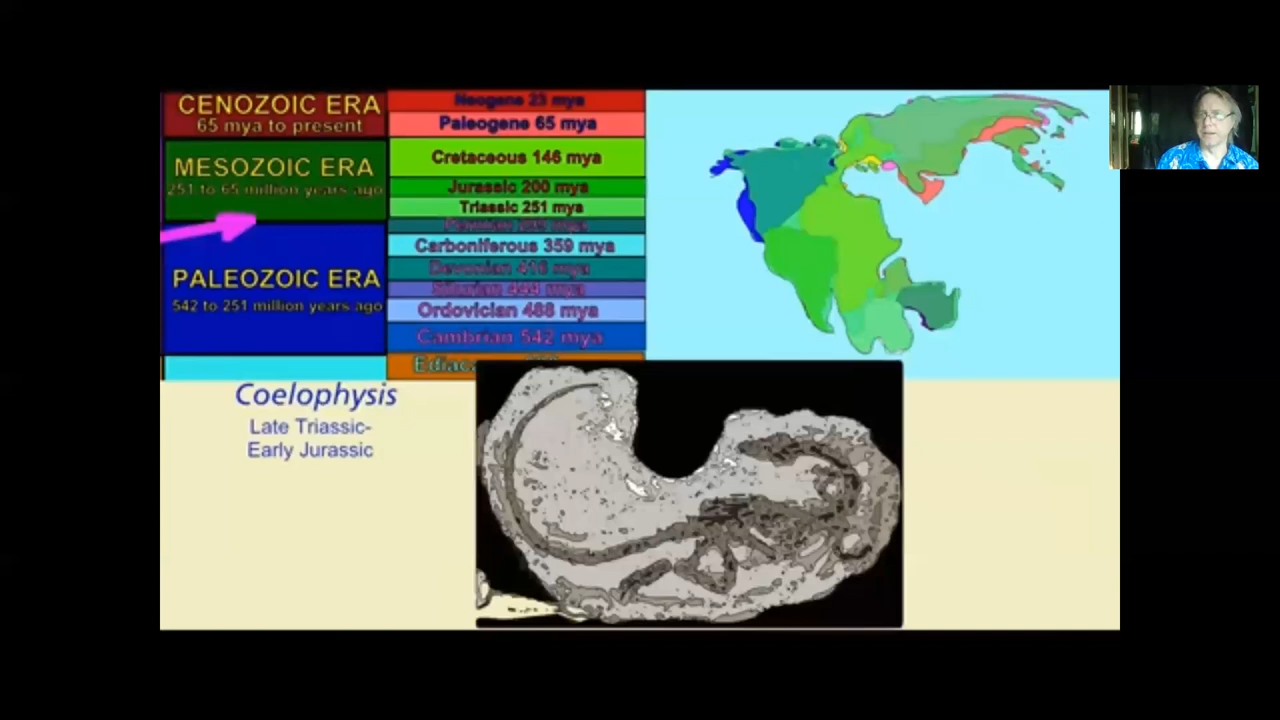 CENOZOIC ERA
65 mya to present
MESOZOIC ERA
251 to 65 million years ago
PALEOZOIC ERA
542 to 251 million years ago
Neogene 23 mya
Paleogene 65 mya
Cretaceous 146 mya
Jurassic 200 mya
Triassic 251 mya
Permian mya
Carboniferous 359 mya
Devonian 416 mya
Silurian 444 mya
Ordovician 488 mya
Cambrian 542 mya
Ediac
Coelophysis
Late Triassic-
Early Jurassic